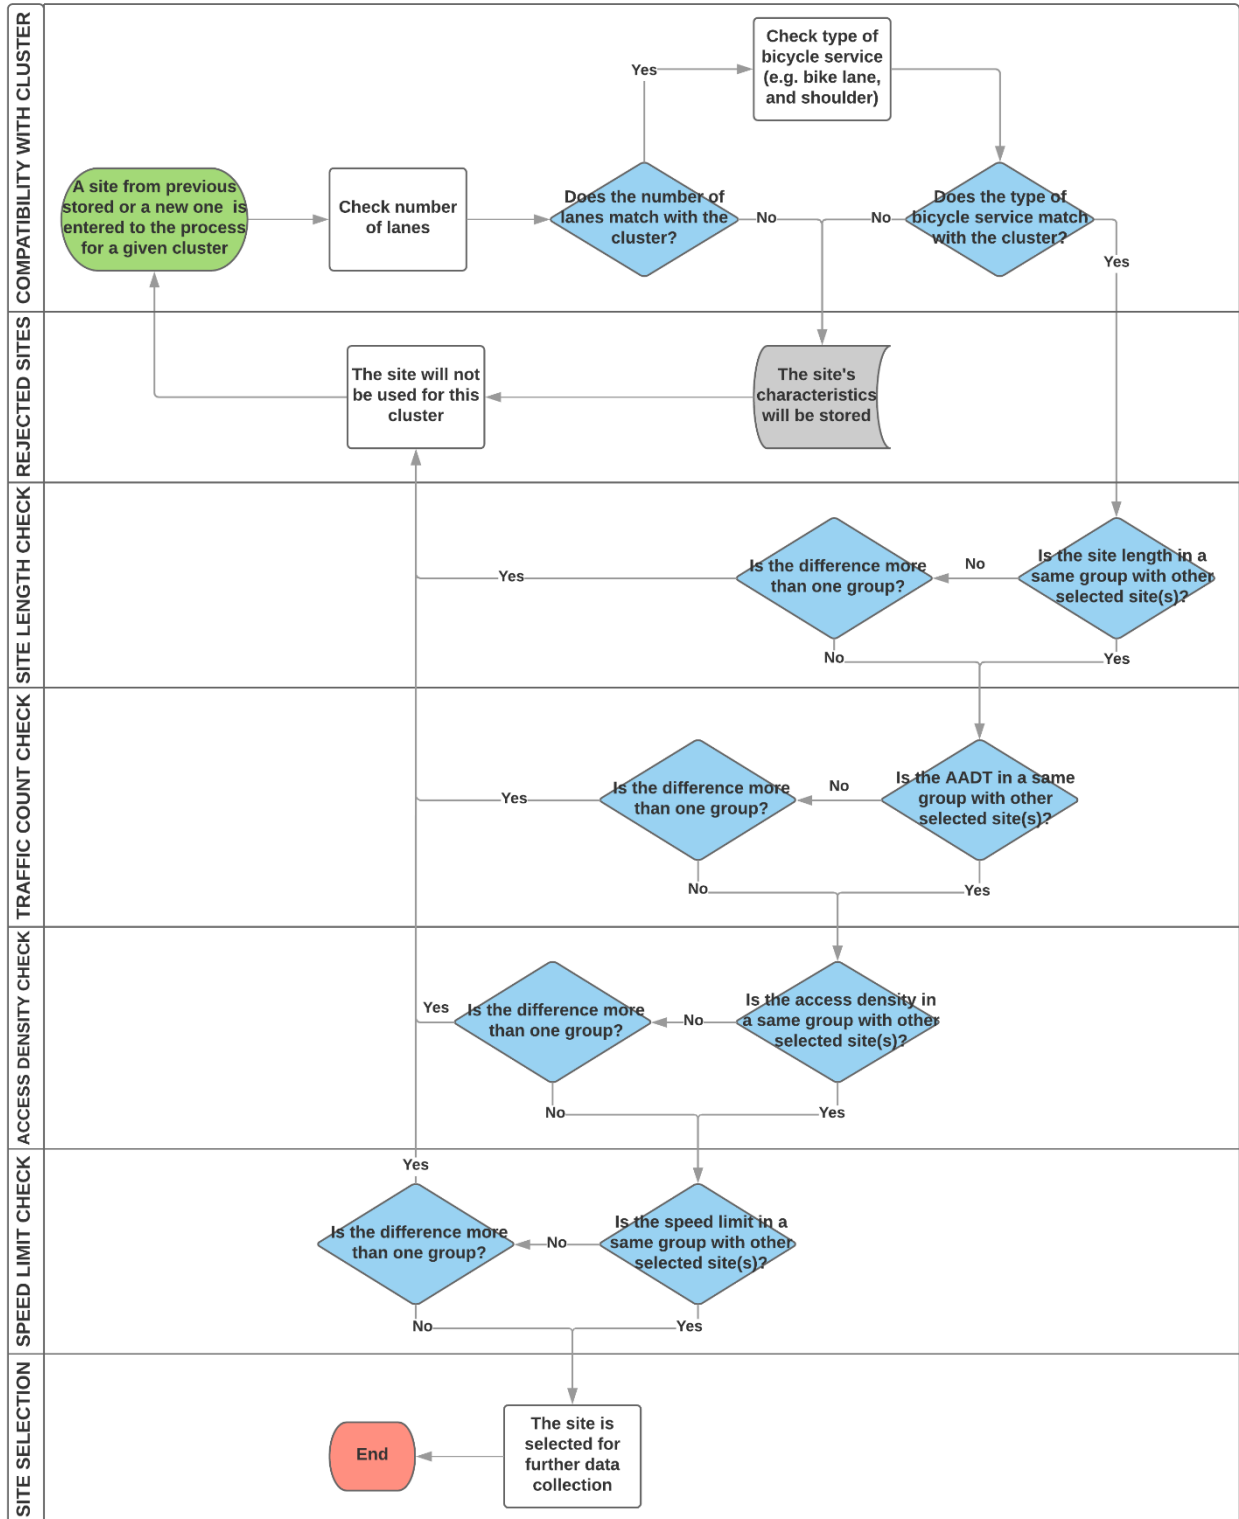 COMPATIBILITY WITH CLUSTER
Check type of
bicycle service
(e.g. bike lane,
and shoulder)
Yes
A site from previous
stored or a new one is
entered to the process
for a given cluster
Check number
of lanes
Does the number of
lanes match with the
cluster?
No
No
Does the type of
bicycle service match
with the cluster?
Yes
REJECTED SITES
The site will not
be used for this
cluster
The site's
characteristics
will be stored
SITE LENGTH CHECK
Yes
Is the difference more
than one group?
No
Is the site length in a
same group with other
selected site(s)?
No
Yes
TRAFFIC COUNT CHECK
Yes
Is the difference more
than one group?
No
Is the AADT in a same
group with other
selected site(s)?
No
Yes
ACCESS DENSITY CHECK
Yes
Is the difference more
than one group?
No
Is the access density in
a same group with other
selected site(s)?
No
Yes
SPEED LIMIT CHECK
Yes
Is the difference more
than one group?
No
Is the speed limit in a
same group with other
selected site(s)?
No
Yes
SITE SELECTION
End
The site is
selected for
further data
collection